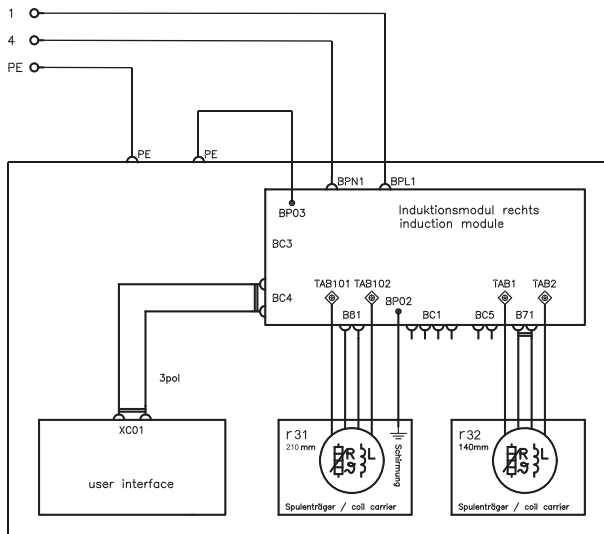 1
4
PE
PE
PE
BPN1
BPL1
BP03
Induktionsmodul rechts
induction module
BC3
BC4
TAB101
TAB102
BP02
TAB1
TAB2
B81
BC1
BC5
B71
3pol
XC01
user interface
r31
210 mm
R
L
ϑ
Schirmung
Spulenträger / coil carrier
r32
140mm
R
L
ϑ
Spulenträger / coil carrier